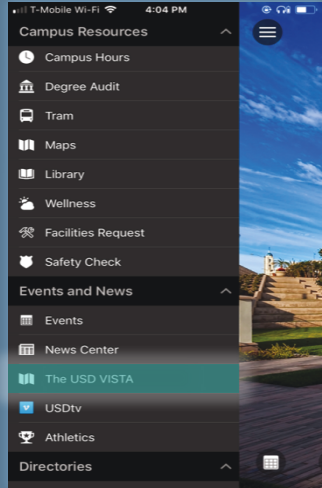 T-Mobile Wi-Fi 4:04 PM
Campus Resources
Campus Hours
Degree Audit
Tram
Maps
Library
Wellness
Facilities Request
Safety Check
Events and News
Events
News Center
The USD VISTA
USDtv
Athletics
Directories